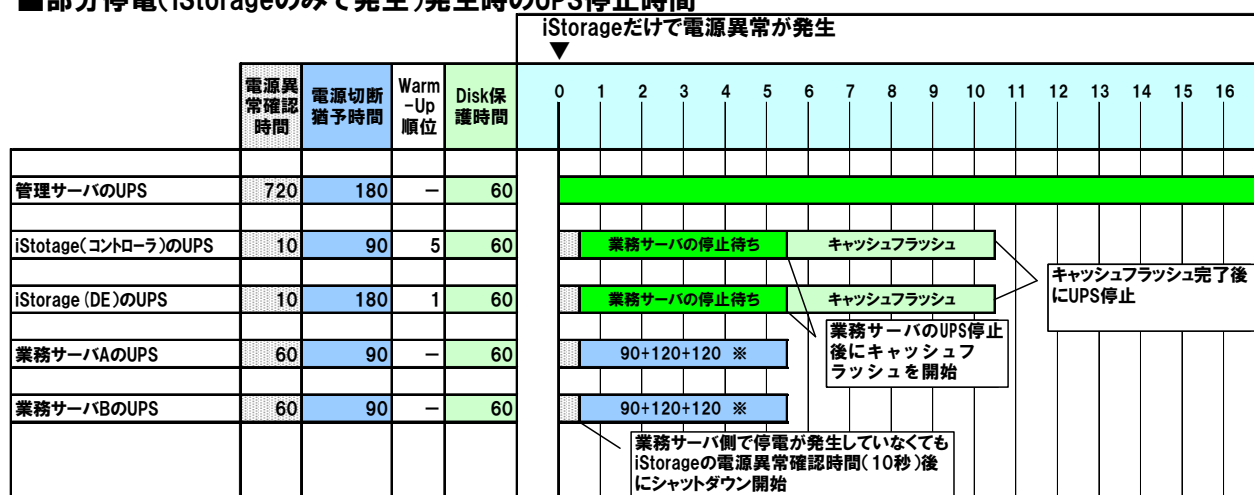 ■部分停電(iStorageのみで発生)発生時のUPS停止時間
iStorageだけで電源異常が発生
▼
電源異常確認時間 電源切断猶予時間 Warm-Up順位 Disk保護時間 0 1 2 3 4 5 6 7 8 9 10 11 12 13 14 15 16
管理サーバのUPS 720 180 － 60
iStotage(コントローラ)のUPS 10 90 5 60 業務サーバの停止待ち キャッシュフラッシュ
キャッシュフラッシュ完了後
にUPS停止
iStorage(DE)のUPS 10 180 1 60 業務サーバの停止待ち キャッシュフラッシュ
業務サーバのUPS停止
後にキャッシュフ
ラッシュを開始
業務サーバAのUPS 60 90 － 60 90+120+120 ※
業務サーバBのUPS 60 90 － 60 90+120+120 ※
業務サーバ側で停電が発生していなくても
iStorageの電源異常確認時間(10秒)後
にシャットダウン開始